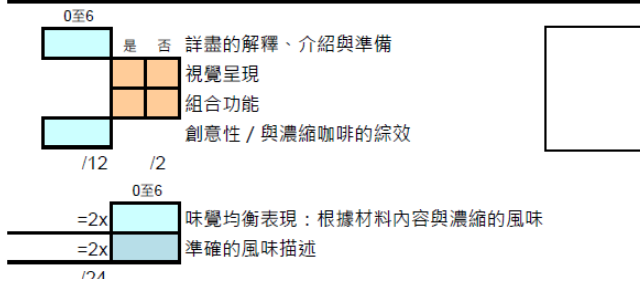 0至6
是 否 詳盡的解釋、介紹與準備
視覺呈現
組合功能
創意性 / 與濃縮咖啡的綜效
/12 /2
0至6
=2x 味覺均衡表現：根據材料內容與濃縮的風味
=2x 準確的風味描述
/24